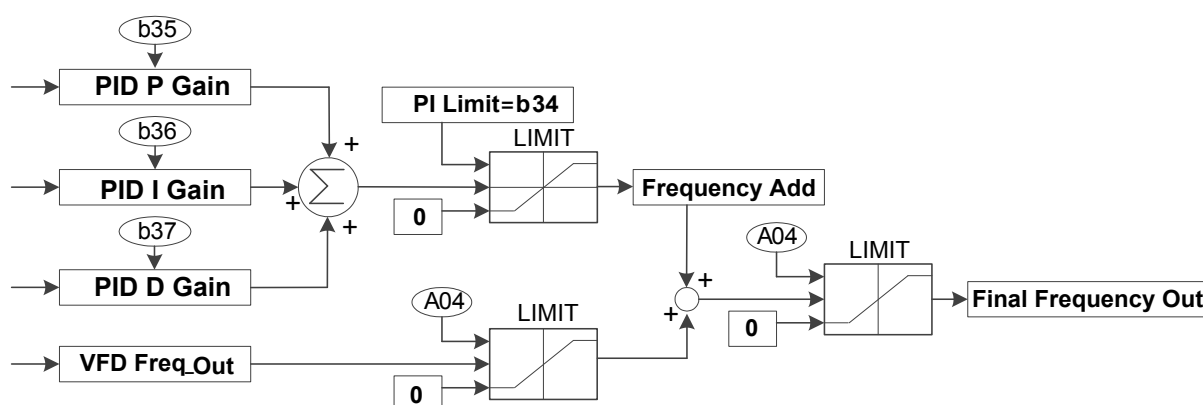 b35
PID P Gain
b36
PID I Gain
b37
PID D Gain
VFD Freq_Out
+
+
+
Σ
PI Limit=b34
LIMIT
0
Frequency Add
A04
LIMIT
0
+
+
A04
LIMIT
0
Final Frequency Out